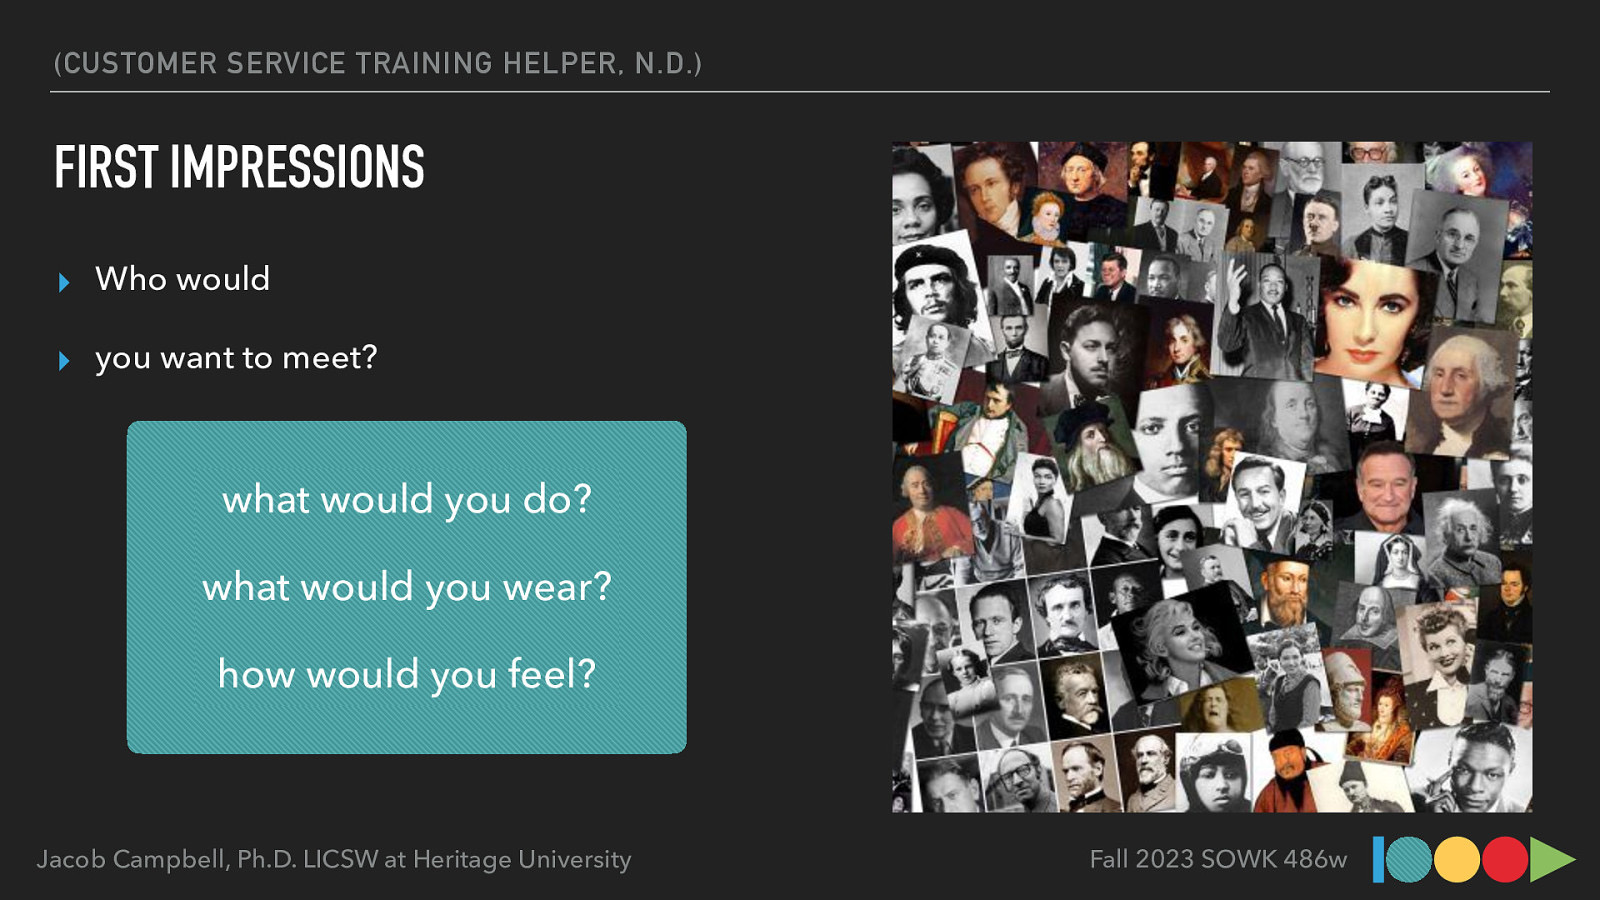 (CUSTOMER SERVICE TRAINING HELPER, N.D.)
FIRST IMPRESSIONS
Who would
you want to meet?
what would you do?
what would you wear?
how would you feel?
Jacob Campbell, Ph.D. LICSW at Heritage University
Fall 2023 SOWK 486w